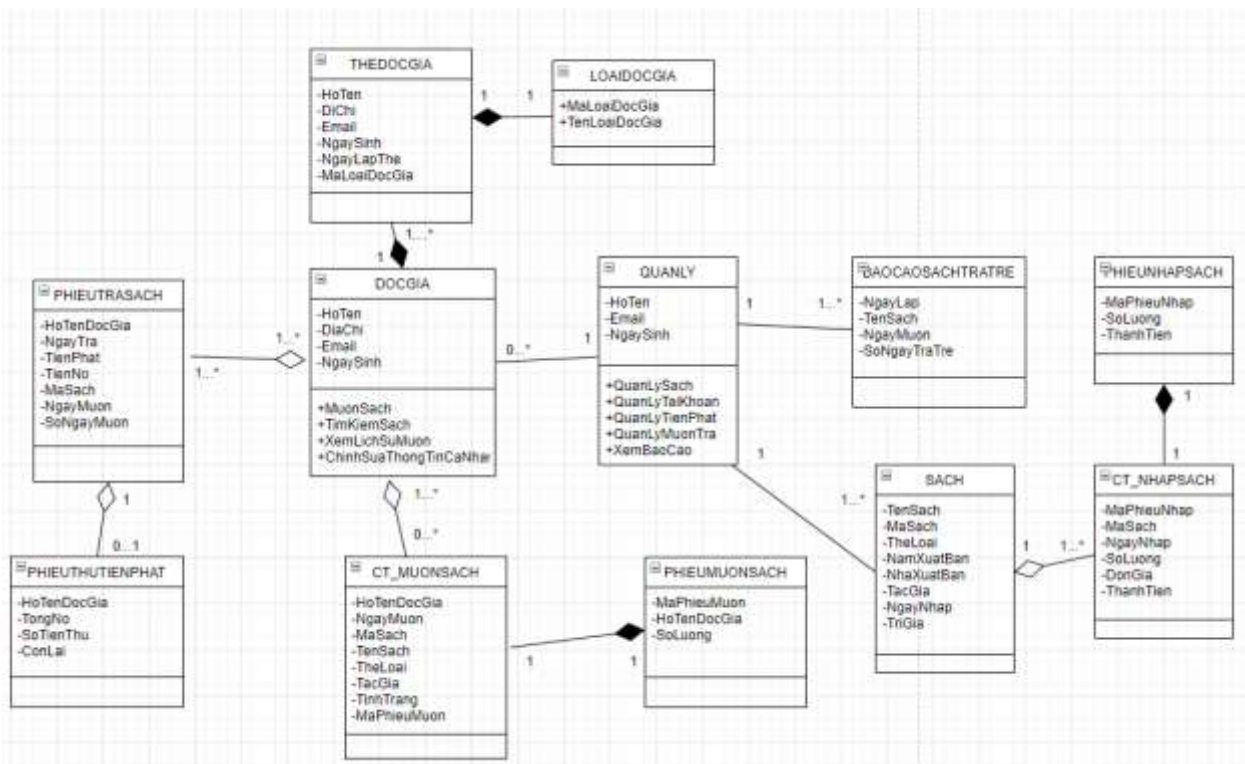 THEDOCGIA
-HoTen
-DiChi
-Email
-NgaySinh
-NgayLapThe
-MaLoaiDocGia
1
1
LOAIDOCGIA
+MaLoaiDocGia
+TenLoaiDocGia
1...*
1
PHIEUTRASACH
-HoTenDocGia
-NgayTra
-TienPhat
-TienNo
-MaSach
-NgayMuon
-SoNgayMuon
1...*
1...*
DOCGIA
-HoTen
-DiaChi
-Email
-NgaySinh
+MuonSach
+TimKiemSach
+XemLichSuMuon
+ChinhSuaThongTinCaNhan
0...*
1
QUANLY
-HoTen
-Email
-NgaySinh
+QuanLySach
+QuanLyTaiKhoan
+QuanLyTienPhat
+QuanLyMuonTra
+XemBaoCao
1
1...*
BAOCAOSACHTRATRE
-NgayLap
-TenSach
-NgayMuon
-SoNgayTraTre
PHIEUNHAPSACH
-MaPhieuNhap
-SoLuong
-ThanhTien
1
1
1
1...*
SACH
-TenSach
-MaSach
-TheLoai
-NamXuatBan
-NhaXuatBan
-TacGia
-NgayNhap
-TriGia
1
1...*
CT_NHAPSACH
-MaPhieuNhap
-MaSach
-NgayNhap
-SoLuong
-DonGia
-ThanhTien
1
0...1
PHIEUTHUTIENPHAT
-HoTenDocGia
-TongNo
-SoTienThu
-ConLai
1...*
0...*
CT_MUONSACH
-HoTenDocGia
-NgayMuon
-MaSach
-TenSach
-TheLoai
-TacGia
-TinhTrang
-MaPhieuMuon
1
1
PHIEUMUONSACH
-MaPhieuMuon
-HoTenDocGia
-SoLuong